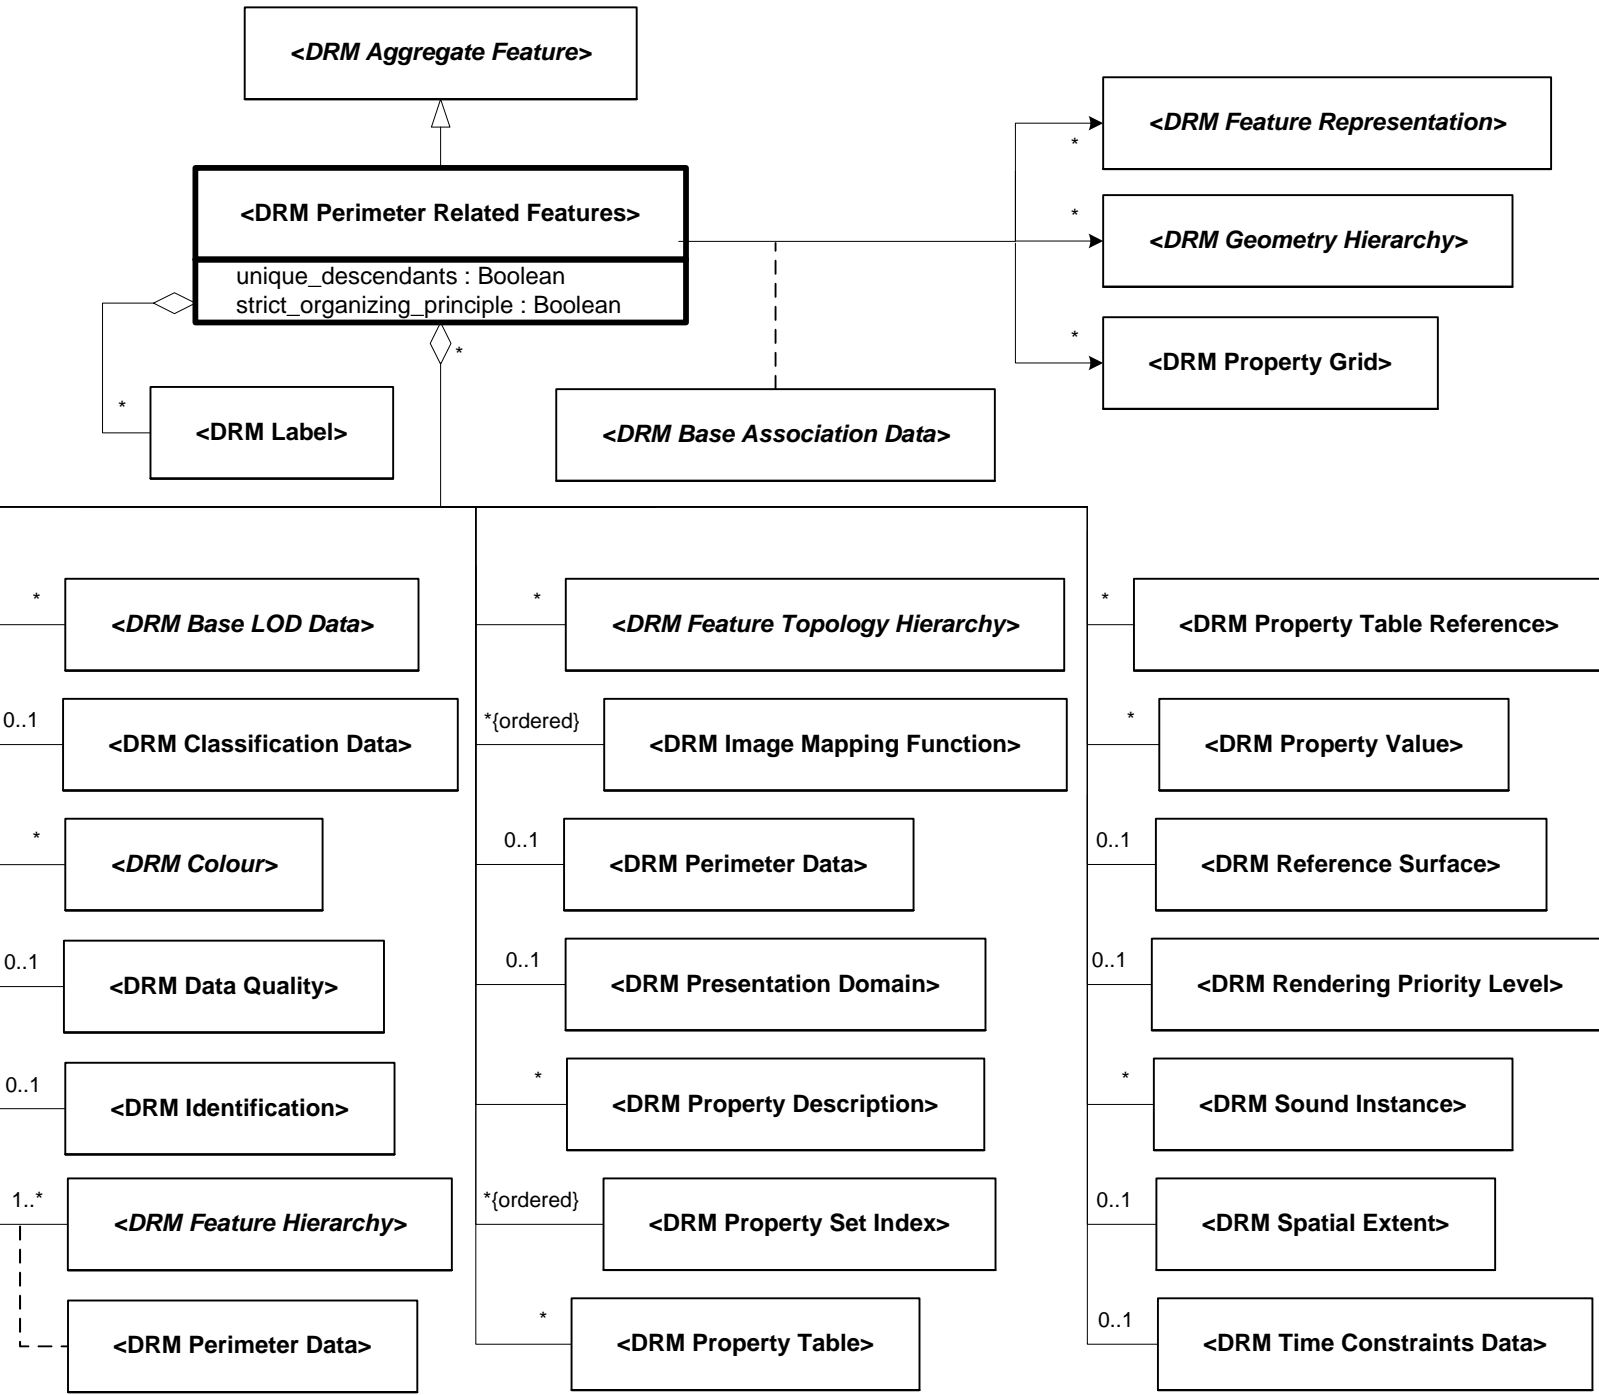 <DRM Aggregate Feature>
<DRM Feature Representation>
*
<DRM Perimeter Related Features>
*
<DRM Geometry Hierarchy>
unique_descendants : Boolean
strict_organizing_principle : Boolean
*
<DRM Property Grid>
*
*
<DRM Label>
<DRM Base Association Data>
*
<DRM Base LOD Data>
*
<DRM Feature Topology Hierarchy>
*
<DRM Property Table Reference>
0..1
<DRM Classification Data>
*{ordered}
<DRM Image Mapping Function>
*
<DRM Property Value>
*
<DRM Colour>
0..1
<DRM Perimeter Data>
0..1
<DRM Reference Surface>
0..1
<DRM Data Quality>
0..1
<DRM Presentation Domain>
0..1
<DRM Rendering Priority Level>
0..1
<DRM Identification>
*
<DRM Property Description>
*
<DRM Sound Instance>
1..*
<DRM Feature Hierarchy>
*{ordered}
<DRM Property Set Index>
0..1
<DRM Spatial Extent>
<DRM Perimeter Data>
*
<DRM Property Table>
0..1
<DRM Time Constraints Data>